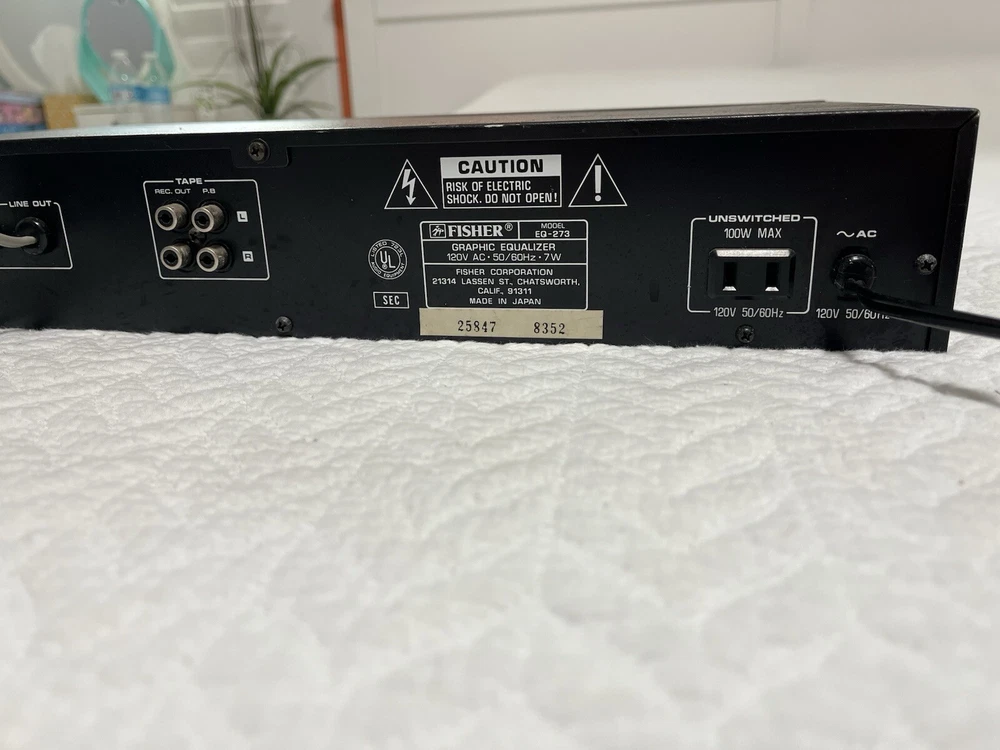 LINE OUT
TAPE
REC. OUT P.B
L
R
CAUTION
RISK OF ELECTRIC
SHOCK. DO NOT OPEN!
FISHER® MODEL
EQ-273
GRAPHIC EQUALIZER
120V AC·50/60Hz·7W
FISHER CORPORATION
21314 LASSEN ST., CHATSWORTH,
CALIF., 91311
MADE IN JAPAN
LISTED
UL
SEC
25847 8352
UNSWITCHED
100W MAX
120V 50/60Hz
~AC
120V 50/60Hz